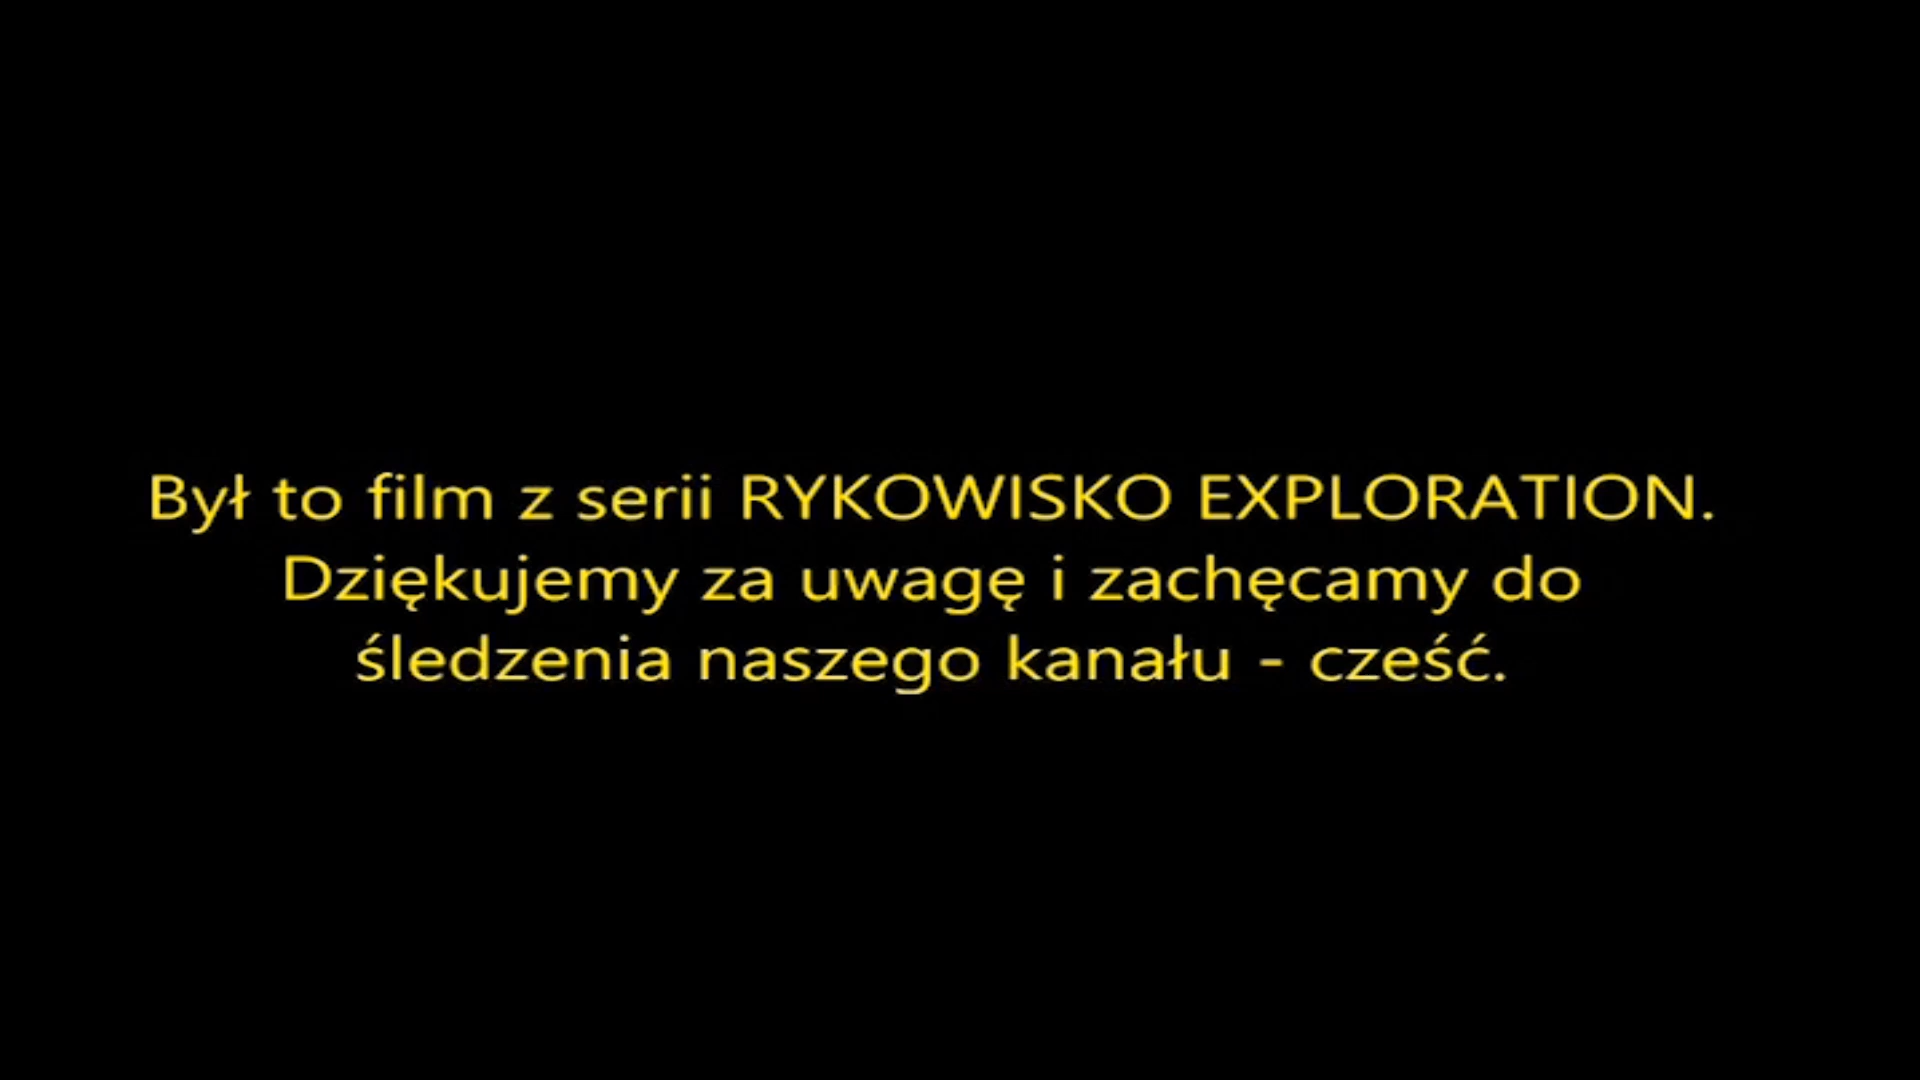 Był to film z serii RYKOWISKO EXPLORATION.
Dziękujemy za uwagę i zachęcamy do
śledzenia naszego kanału - cześć.